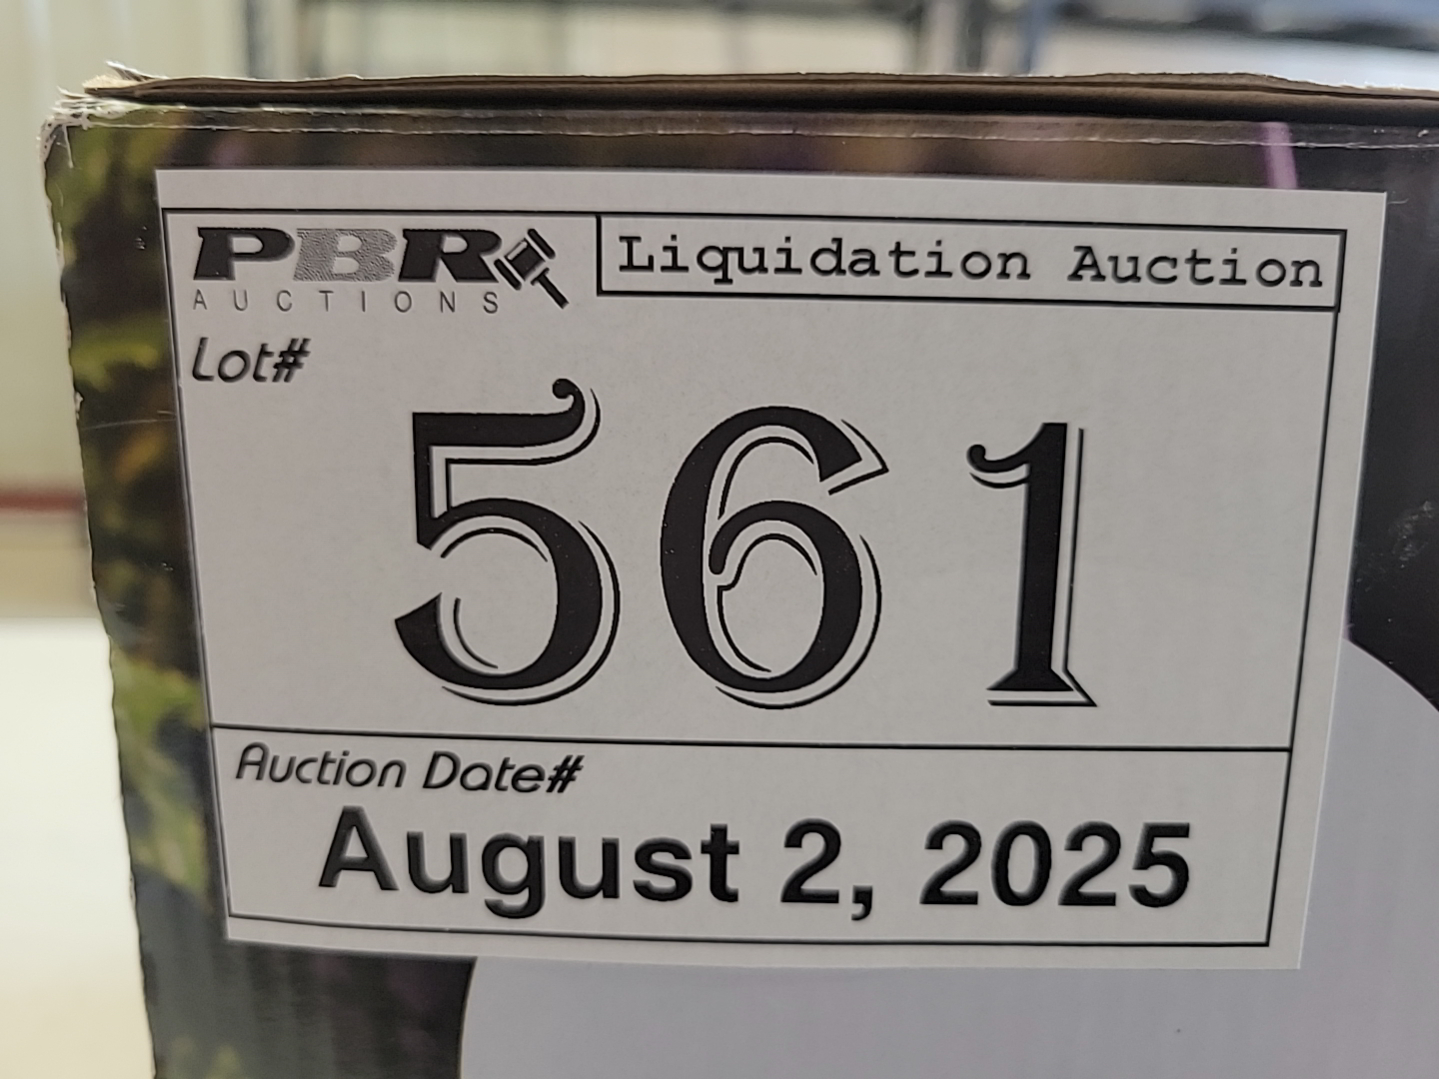 PBR
AUCTIONS
Liquidation Auction
Lot#
561
Auction Date#
August 2, 2025